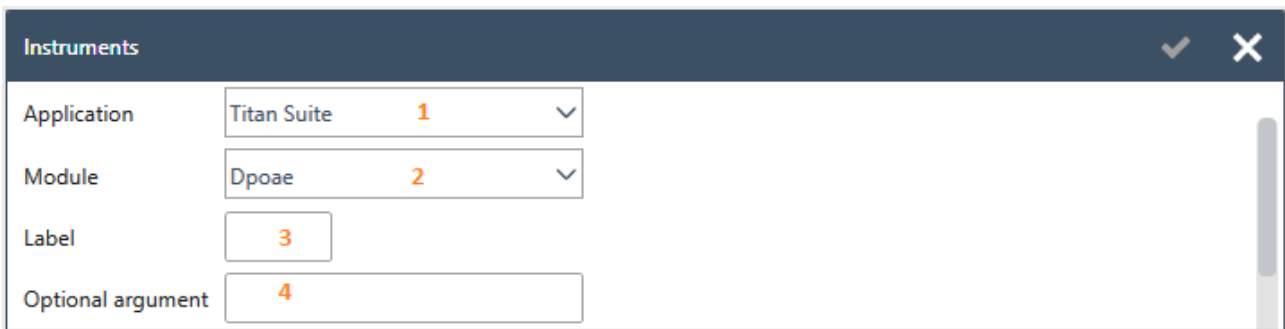 Instruments
Application Titan Suite 1
Module Dpoae 2
Label 3
Optional argument 4